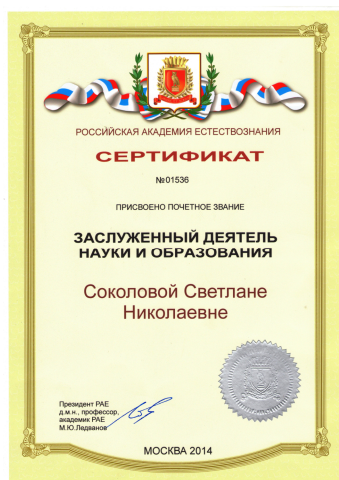 РОССИЙСКАЯ АКАДЕМИЯ ЕСТЕСТВОЗНАНИЯ
СЕРТИФИКАТ
№01536
ПРИСВОЕНО ПОЧЕТНОЕ ЗВАНИЕ
ЗАСЛУЖЕННЫЙ ДЕЯТЕЛЬ
НАУКИ И ОБРАЗОВАНИЯ
Соколовой Светлане
Николаевне
Президент РАЕ
д.м.н., профессор,
академик РАЕ
М.Ю.Ледванов
МОСКВА 2014